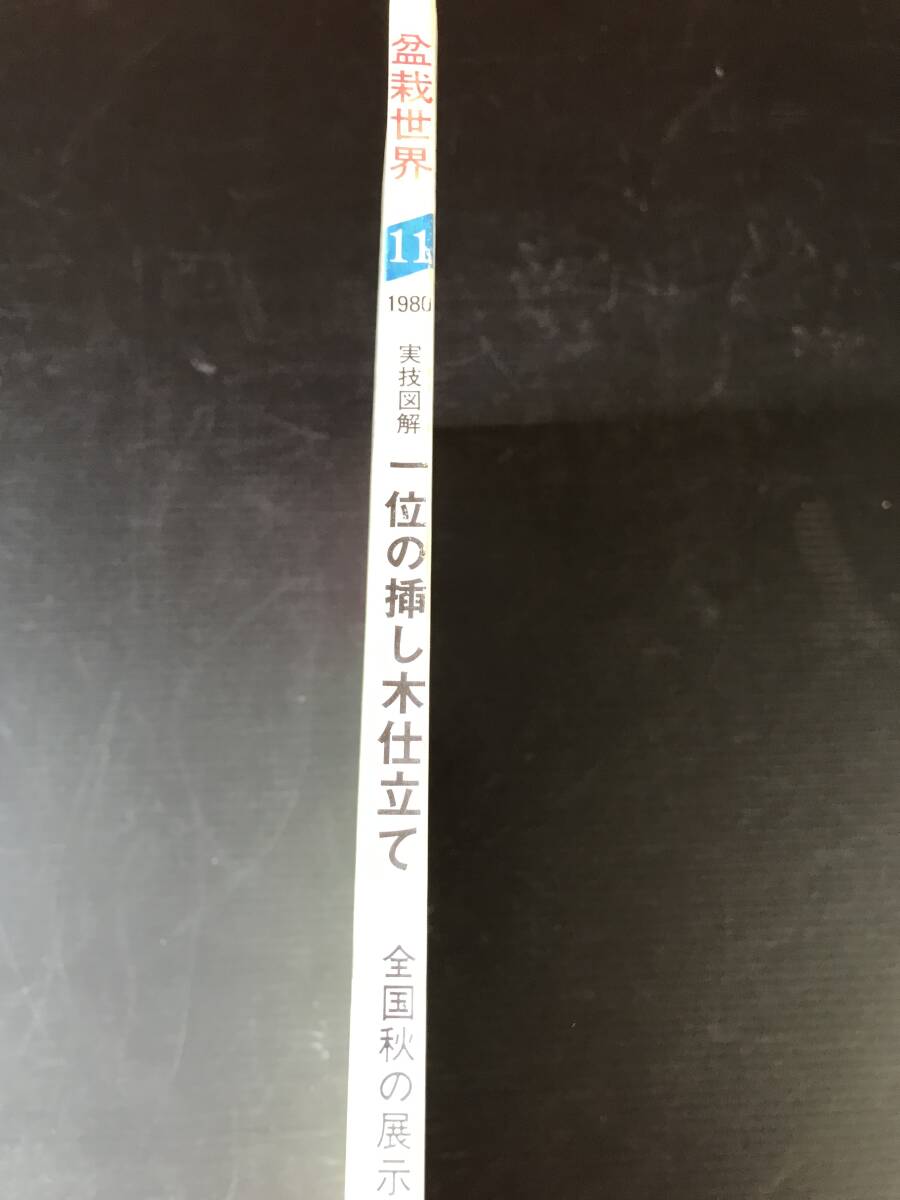 盆栽世界
11
1980
実技図解
一位の挿し木仕立て
全国秋の展示